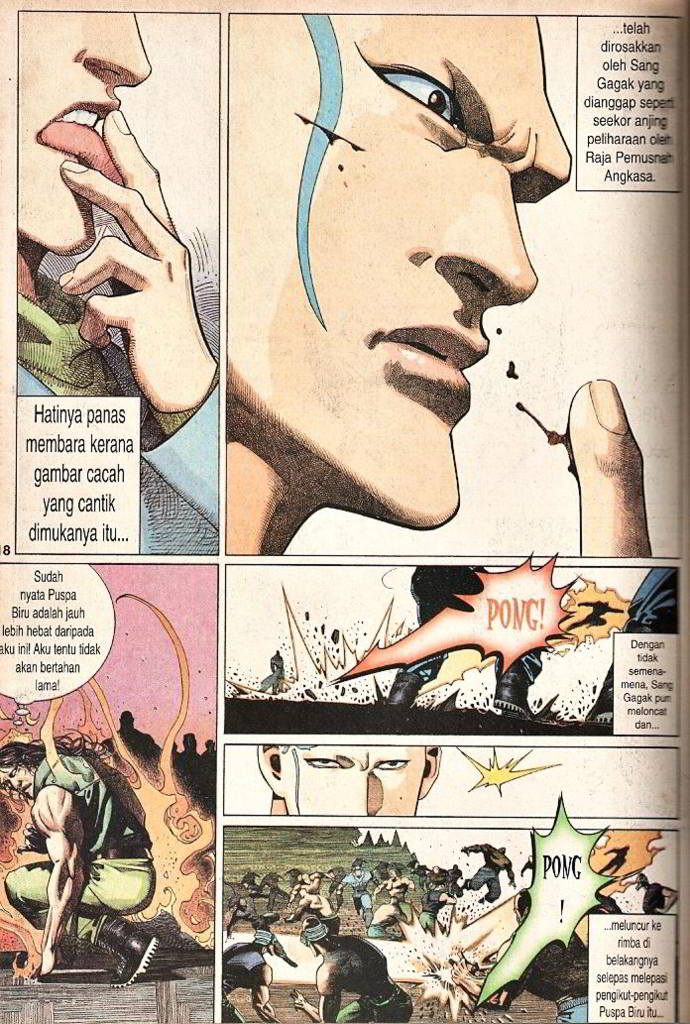 Hatinya panas
membara kerana
gambar cacah
yang cantik
dimukanya itu...
...telah
dirosakkan
oleh Sang
Gagak yang
dianggap seperti
seekor anjing
peliharaan oleh
Raja Pemusnah
Angkasa.
18
Sudah
nyata Puspa
Biru adalah jauh
lebih hebat daripada
aku ini! Aku tentu tidak
akan bertahan
lama!
PONG!
Dengan
tidak
semena-
mena, Sang
Gagak pun
meloncat
dan...
PONG
!
...meluncur ke
rimba di
belakangnya
selepas melepasi
pengikut-pengikut
Puspa Biru itu...